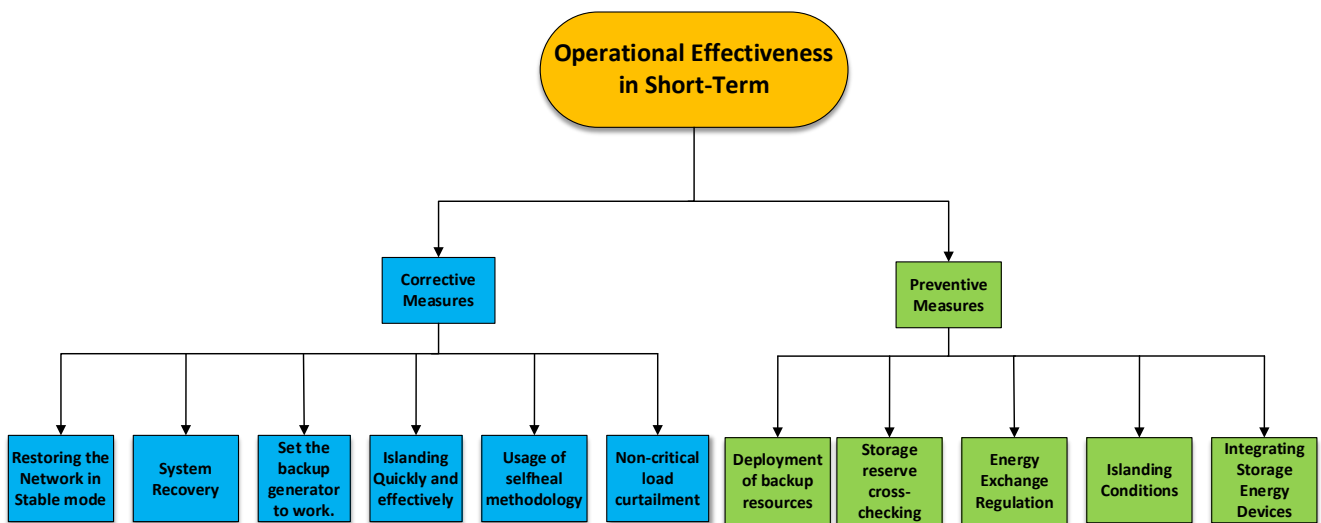 Operational Effectiveness
in Short-Term
Corrective
Measures
Preventive
Measures
Restoring the
Network in
Stable mode
System
Recovery
Set the
backup
generator
to work.
Islanding
Quickly and
effectively
Usage of
selfheal
methodology
Non-critical
load
curtailment
Deployment
of backup
resources
Storage
reserve
cross-
checking
Energy
Exchange
Regulation
Islanding
Conditions
Integrating
Storage
Energy
Devices